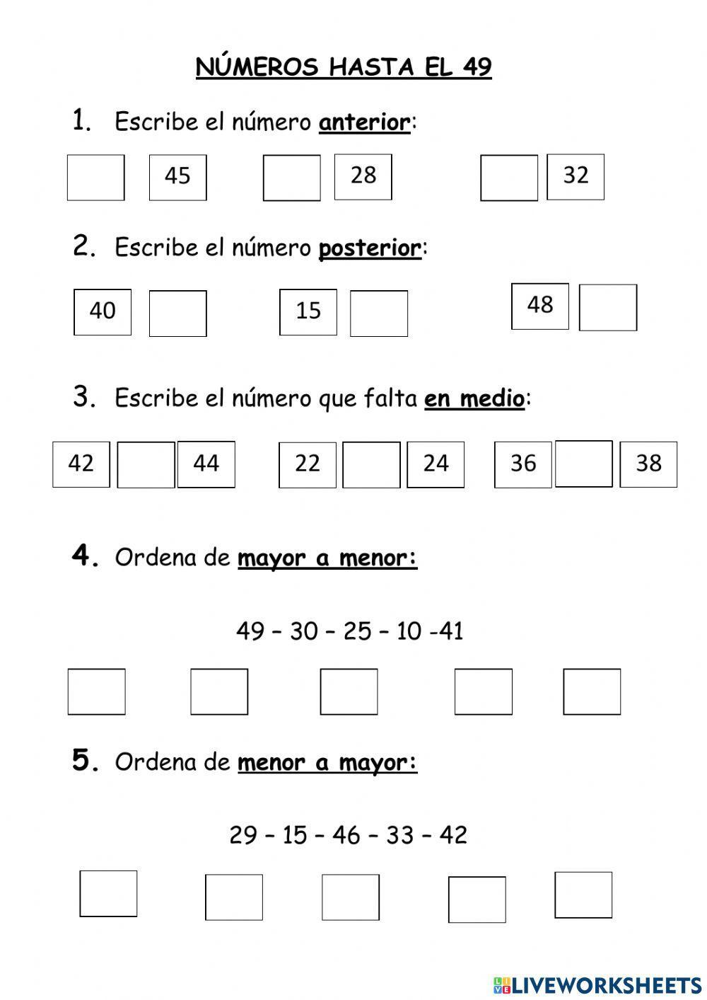 NÚMEROS HASTA EL 49
1. Escribe el número anterior:
45 28 32
2. Escribe el número posterior:
40 15 48
3. Escribe el número que falta en medio:
42 44 22 24 36 38
4. Ordena de mayor a menor:
49 – 30 – 25 – 10 -41
5. Ordena de menor a mayor:
29 – 15 – 46 – 33 – 42
LIVE LIVEWORKSHEETS